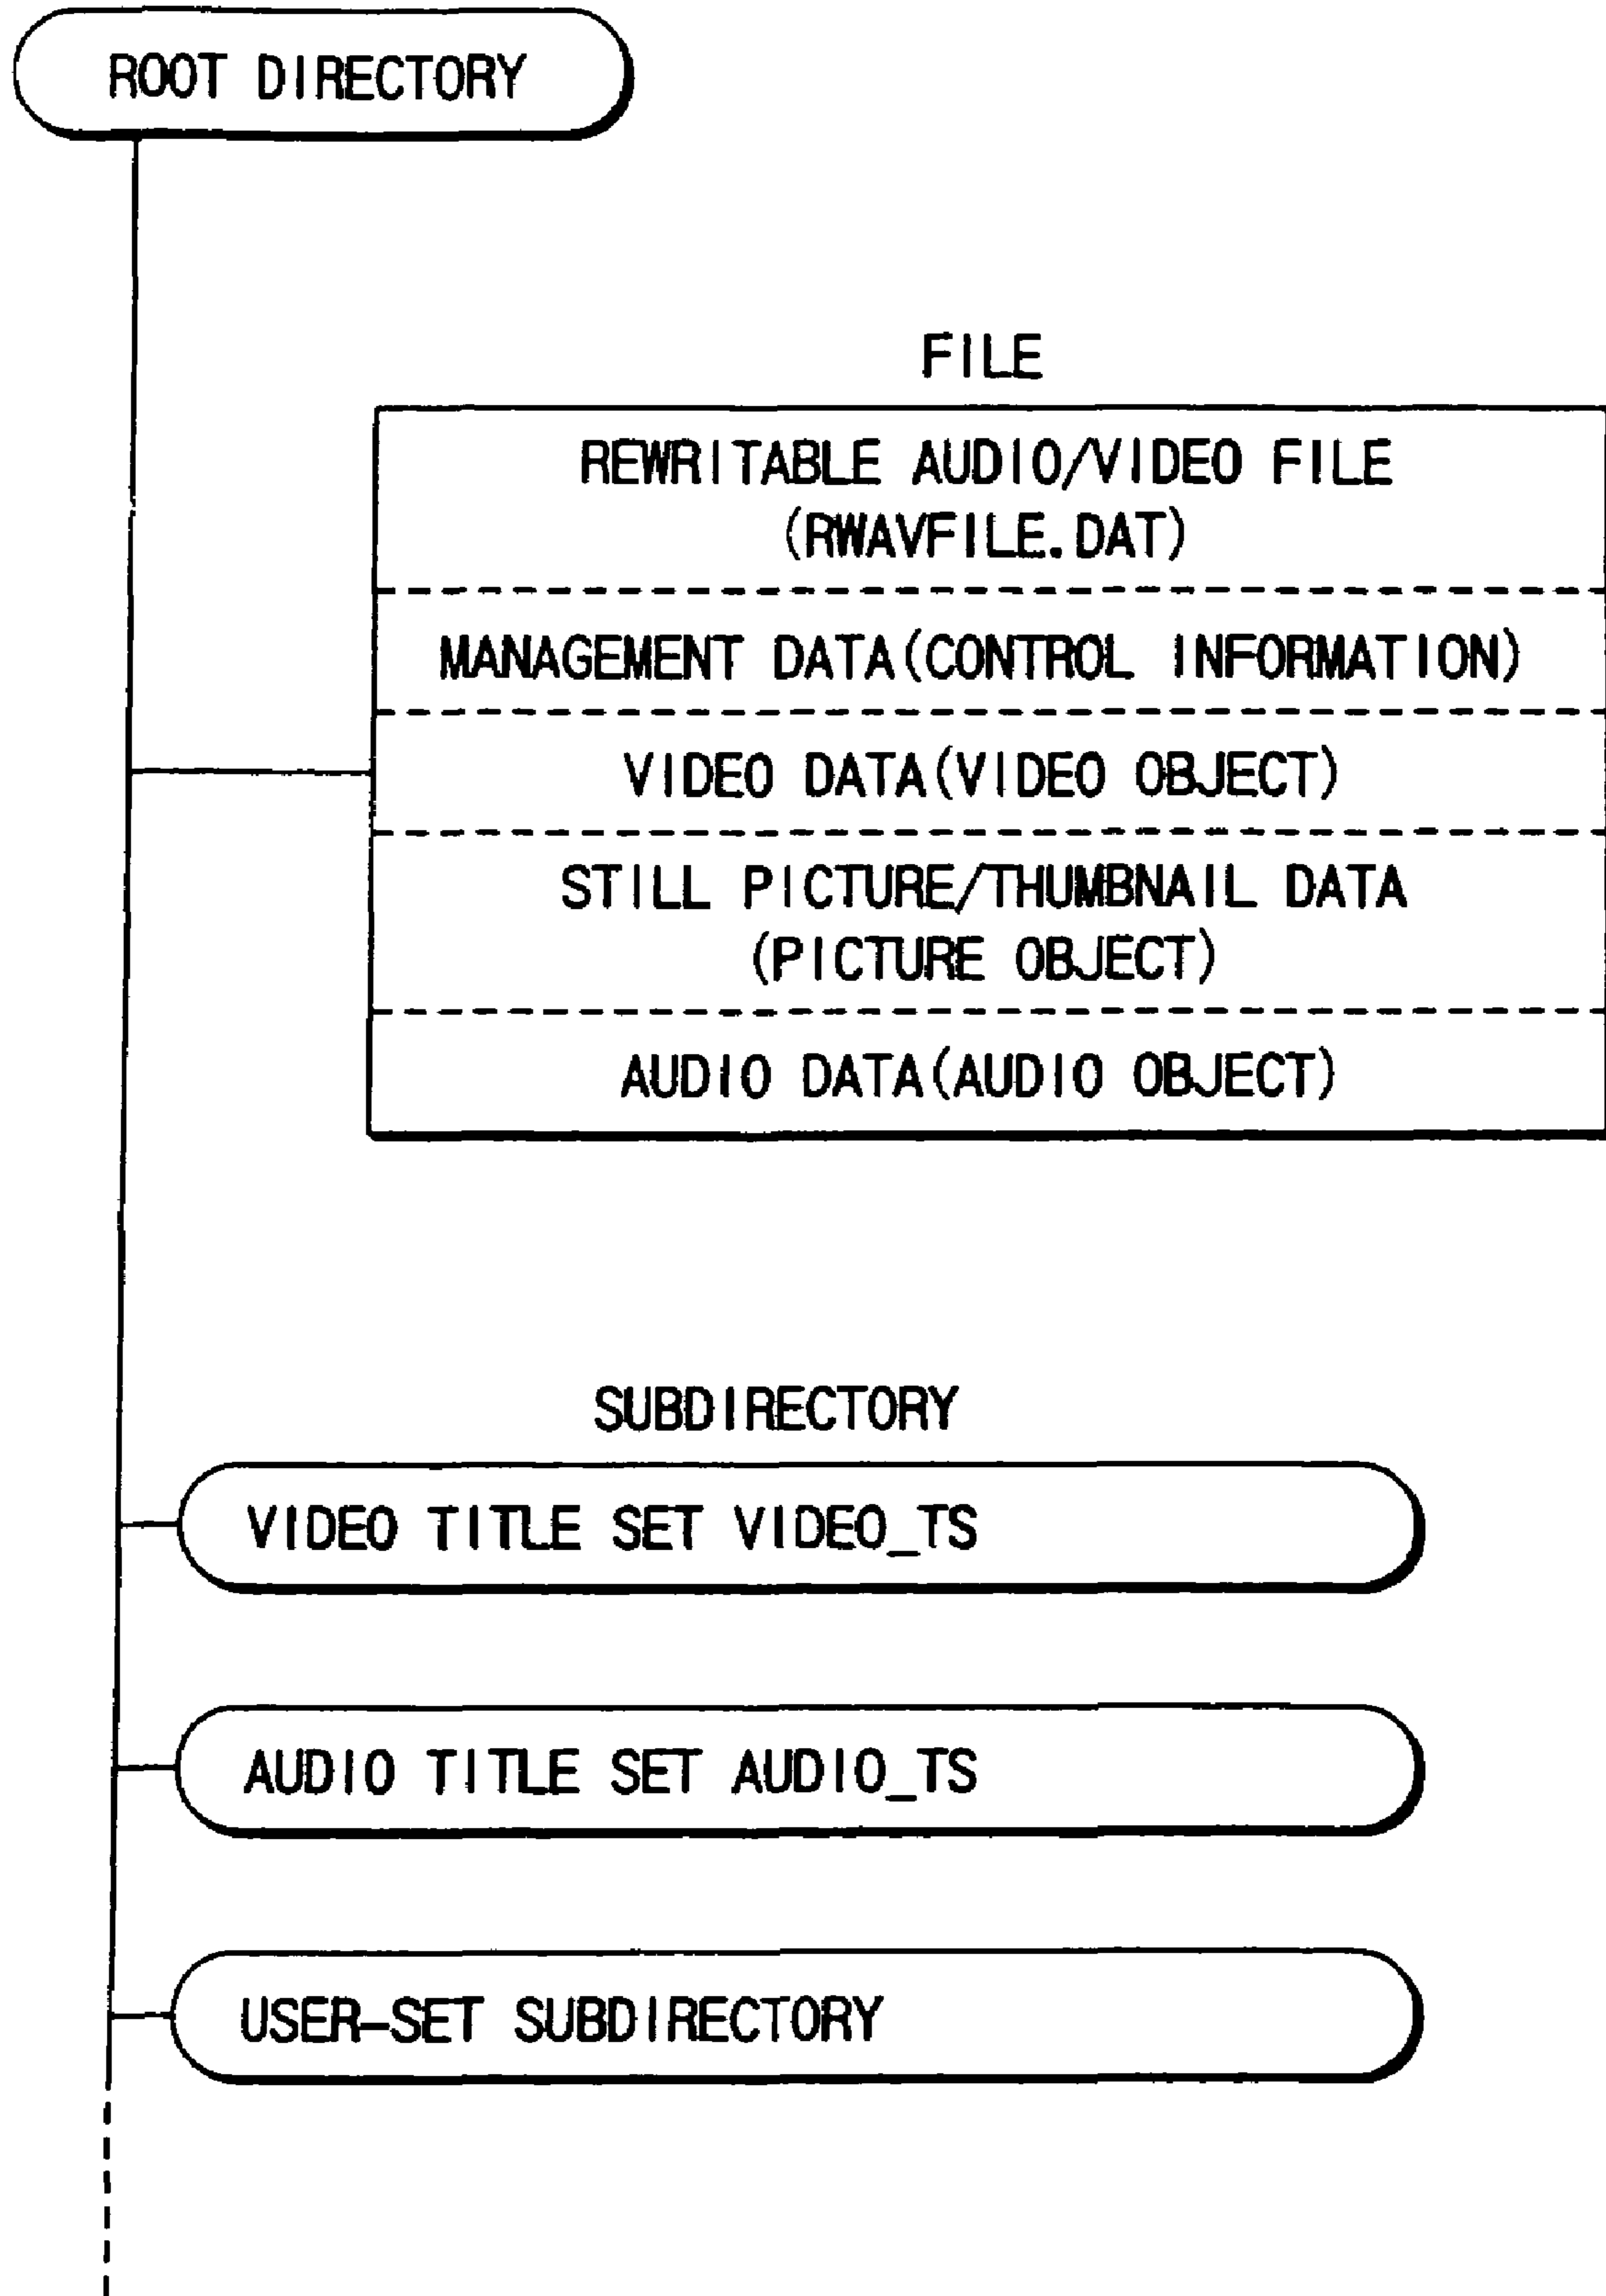 ROOT DIRECTORY
FILE
REWRITABLE AUDIO/VIDEO FILE
(RWAVFILE.DAT)
MANAGEMENT DATA(CONTROL INFORMATION)
VIDEO DATA(VIDEO OBJECT)
STILL PICTURE/THUMBNAIL DATA
(PICTURE OBJECT)
AUDIO DATA(AUDIO OBJECT)
SUBDIRECTORY
VIDEO TITLE SET VIDEO_TS
AUDIO TITLE SET AUDIO_TS
USER-SET SUBDIRECTORY